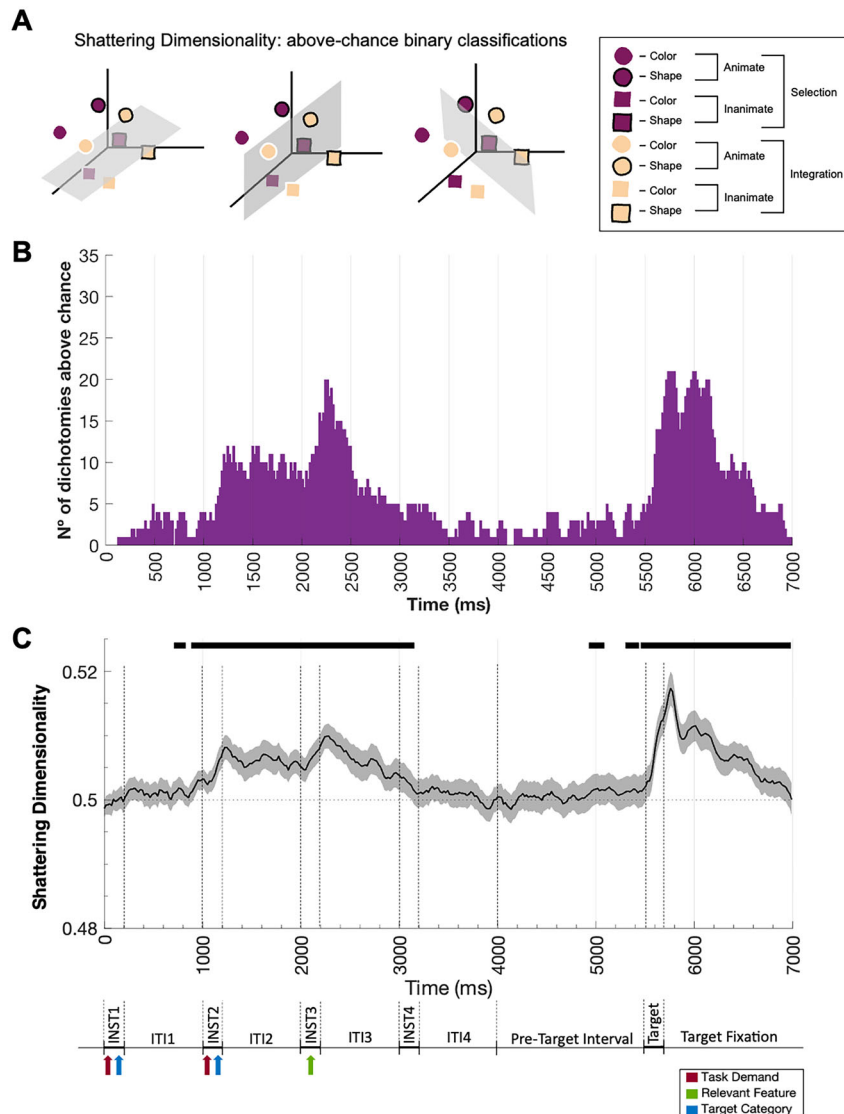 A
Shattering Dimensionality: above-chance binary classifications
– Color
– Shape
Animate
– Color
– Shape
Inanimate
Selection
– Color
– Shape
Animate
– Color
– Shape
Inanimate
Integration
B
Nº of dichotomies above chance
35
30
25
20
15
10
5
0
0
500
1000
1500
2000
2500
3000
3500
4000
4500
5000
5500
6000
6500
7000
Time (ms)
C
Shattering Dimensionality
0.52
0.5
0.48
0
1000
2000
3000
4000
5000
6000
7000
Time (ms)
INST1
ITI1
INST2
ITI2
INST3
ITI3
INST4
ITI4
Pre-Target Interval
Target
Target Fixation
Task Demand
Relevant Feature
Target Category